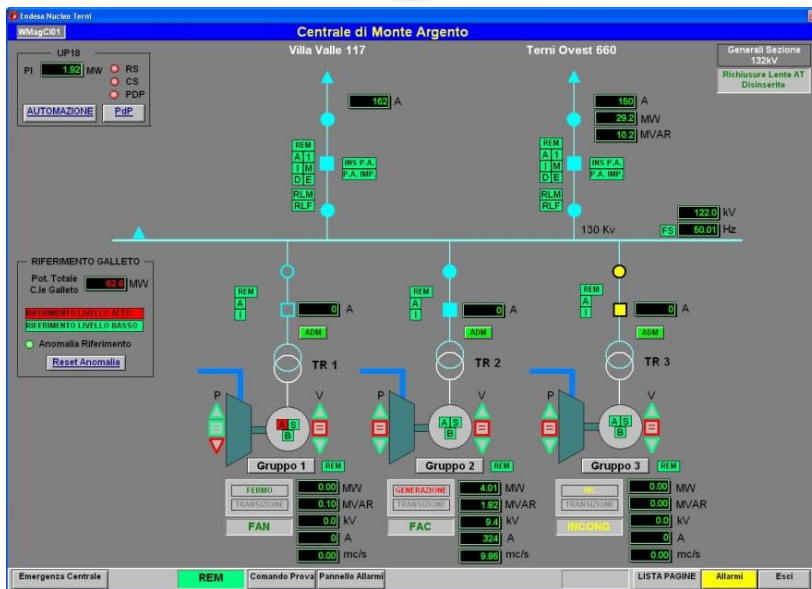 Endesa Nucleo Terni
WMagCl01
Centrale di Monte Argento
UP18
PI 1.92 MW
RS
CS
PDP
AUTOMAZIONE PdP
Villa Valle 117
Terni Ovest 660
Generali Sezione
132kV
Richiusure Lente AT
Disinserite
162 A
150 A
29.2 MW
10.2 MVAR
REM
A 1
I M
D E
INS P.A.
P.A. IMP.
RLM
RLF
REM
A 1
I M
D E
INS P.A.
P.A. IMP.
RLM
RLF
122.0 kV
130 Kv
FS 50.01 Hz
RIFERIMENTO GALLETO
Pot. Totale
C.le Galleto
62.6 MW
RIFERIMENTO LIVELLO ALTO
RIFERIMENTO LIVELLO BASSO
Anomalia Riferimento
Reset Anomalia
REM
A
I
0 A
ADM
TR 1
REM
A
I
0 A
ADM
TR 2
REM
A
I
0 A
ADM
TR 3
P V
A S
B
P V
A S
B
P V
A S
B
Gruppo 1 REM
Gruppo 2 REM
Gruppo 3 REM
FERMO
TRANSIZIONE
FAN
0.00 MW
0.10 MVAR
0.0 kV
0 A
0.00 mc/s
GENERAZIONE
TRANSIZIONE
FAC
4.01 MW
1.82 MVAR
9.4 kV
324 A
9.86 mc/s
INC
TRANSIZIONE
INCONG
0.00 MW
0.00 MVAR
0.0 kV
0 A
0.00 mc/s
Emergenza Centrale REM Comando Prova Pannello Allarmi LISTA PAGINE Allarmi Esci